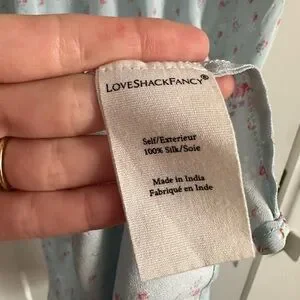 LOVESHACKFANCY®
Self/Exterieur
100% Silk/Soie
Made in India
Fabriqué en Inde